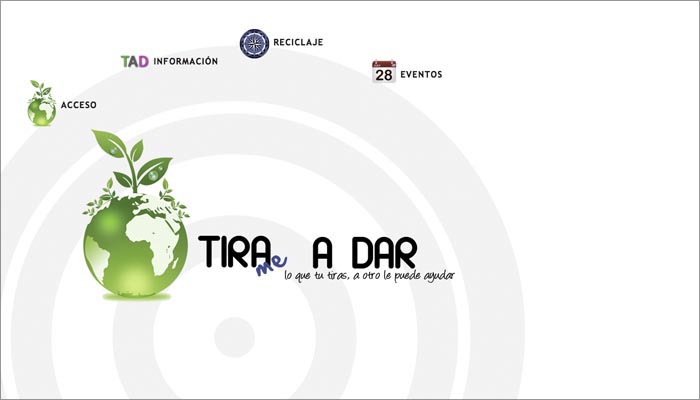 RECICLAJE
TAD INFORMACIÓN
28 EVENTOS
ACCESO
TIRA me A DAR
lo que tu tiras, a otro le puede ayudar